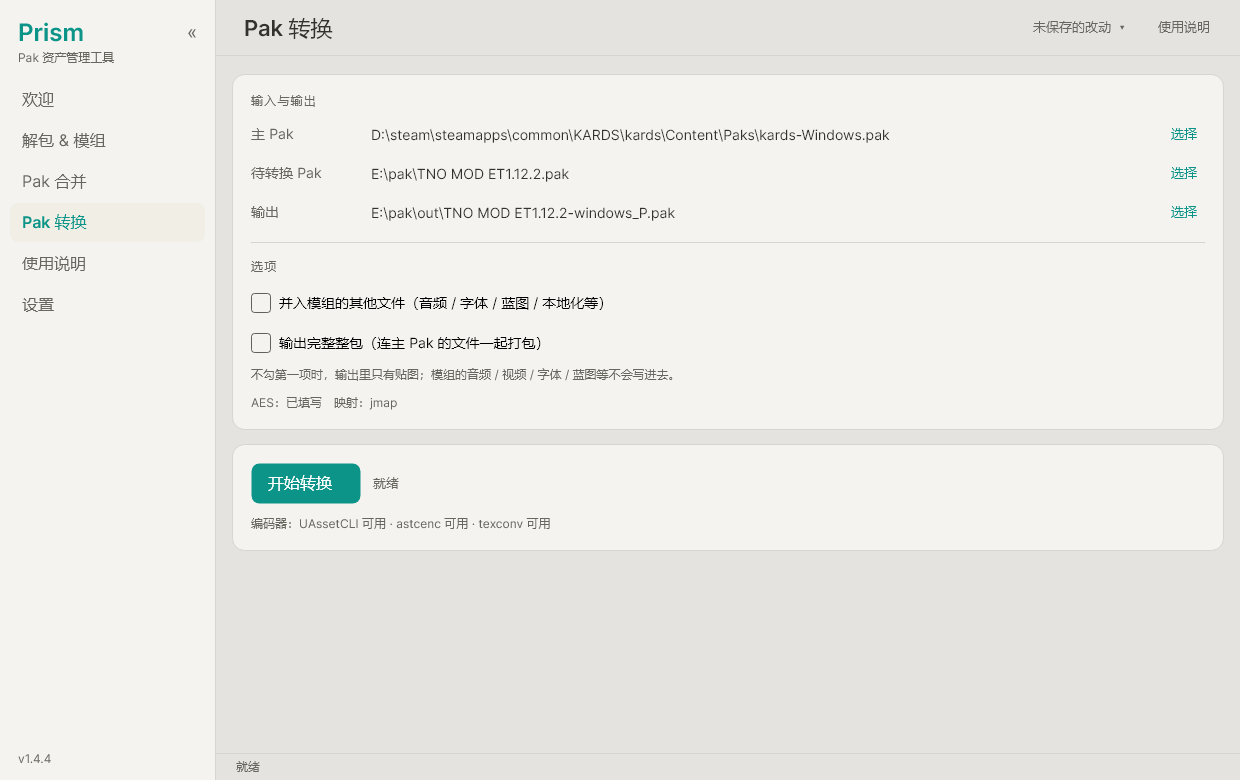 Prism
«
Pak 资产管理工具
欢迎
解包 & 模组
Pak 合并
Pak 转换
使用说明
设置
v1.4.4
Pak 转换
未保存的改动 ▾
使用说明
输入与输出
主 Pak D:\steam\steamapps\common\KARDS\kards\Content\Paks\kards-Windows.pak 选择
待转换 Pak E:\pak\TNO MOD ET1.12.2.pak 选择
输出 E:\pak\out\TNO MOD ET1.12.2-windows_P.pak 选择
选项
并入模组的其他文件（音频 / 字体 / 蓝图 / 本地化等）
输出完整整包（连主 Pak 的文件一起打包）
不勾第一项时，输出里只有贴图；模组的音频 / 视频 / 字体 / 蓝图等不会写进去。
AES：已填写 映射：jmap
开始转换 就绪
编码器：UAssetCLI 可用 · astcenc 可用 · texconv 可用
就绪